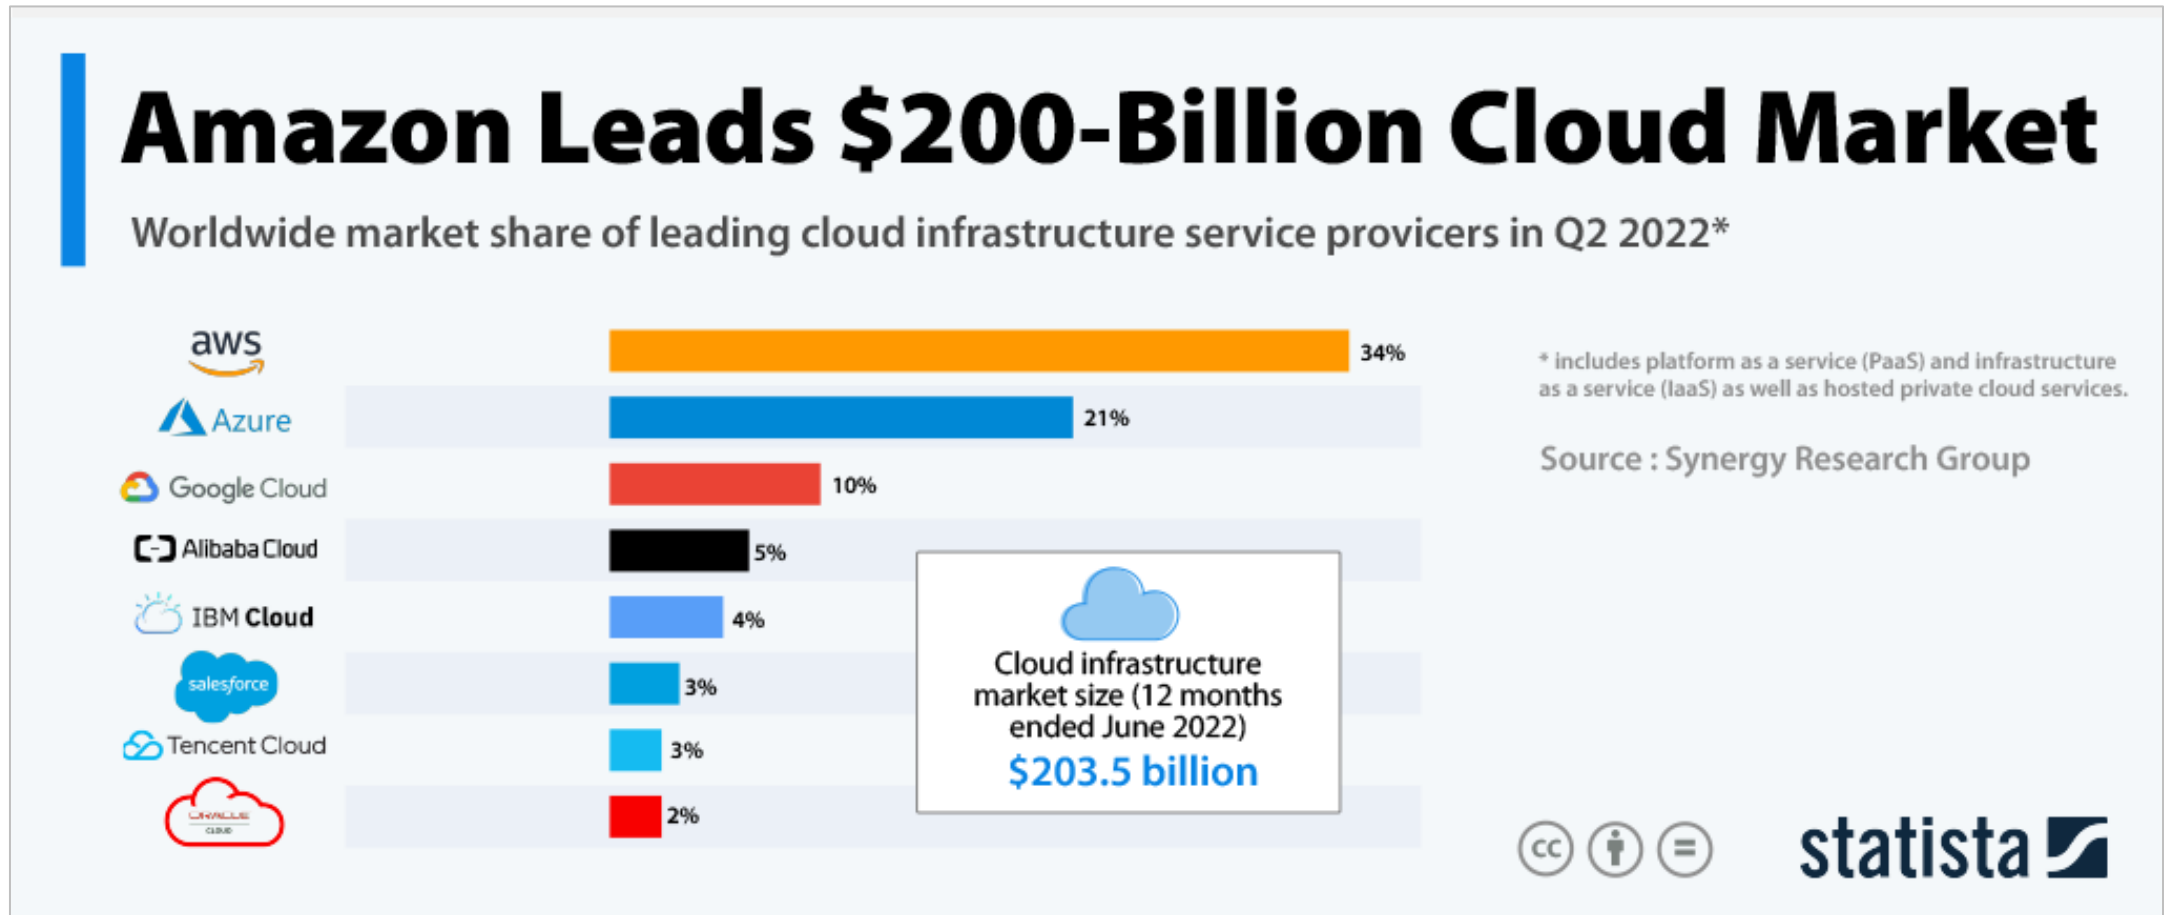 Amazon Leads $200-Billion Cloud Market
Worldwide market share of leading cloud infrastructure service provicers in Q2 2022*
aws
34%
Azure
21%
Google Cloud
10%
Alibaba Cloud
5%
IBM Cloud
4%
salesforce
3%
Tencent Cloud
3%
ORACLE
CLOUD
2%
Cloud infrastructure
market size (12 months
ended June 2022)
$203.5 billion
* includes platform as a service (PaaS) and infrastructure
as a service (IaaS) as well as hosted private cloud services.
Source : Synergy Research Group
cc
statista